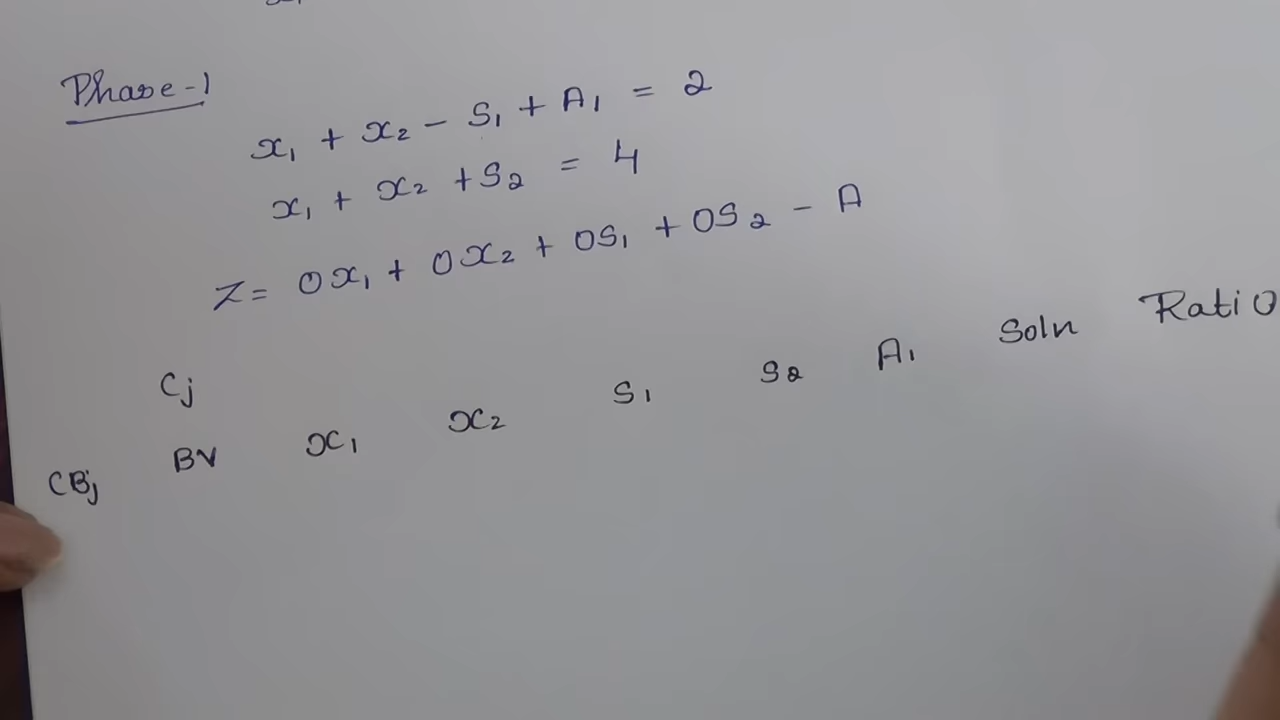 Phase-1
x₁ + x₂ - S₁ + A₁ = 2
x₁ + x₂ + S₂ = 4
Z = 0x₁ + 0x₂ + 0S₁ + 0S₂ - A
Cj
CBj BV x₁ x₂ S₁ S₂ A₁ Soln Ratio